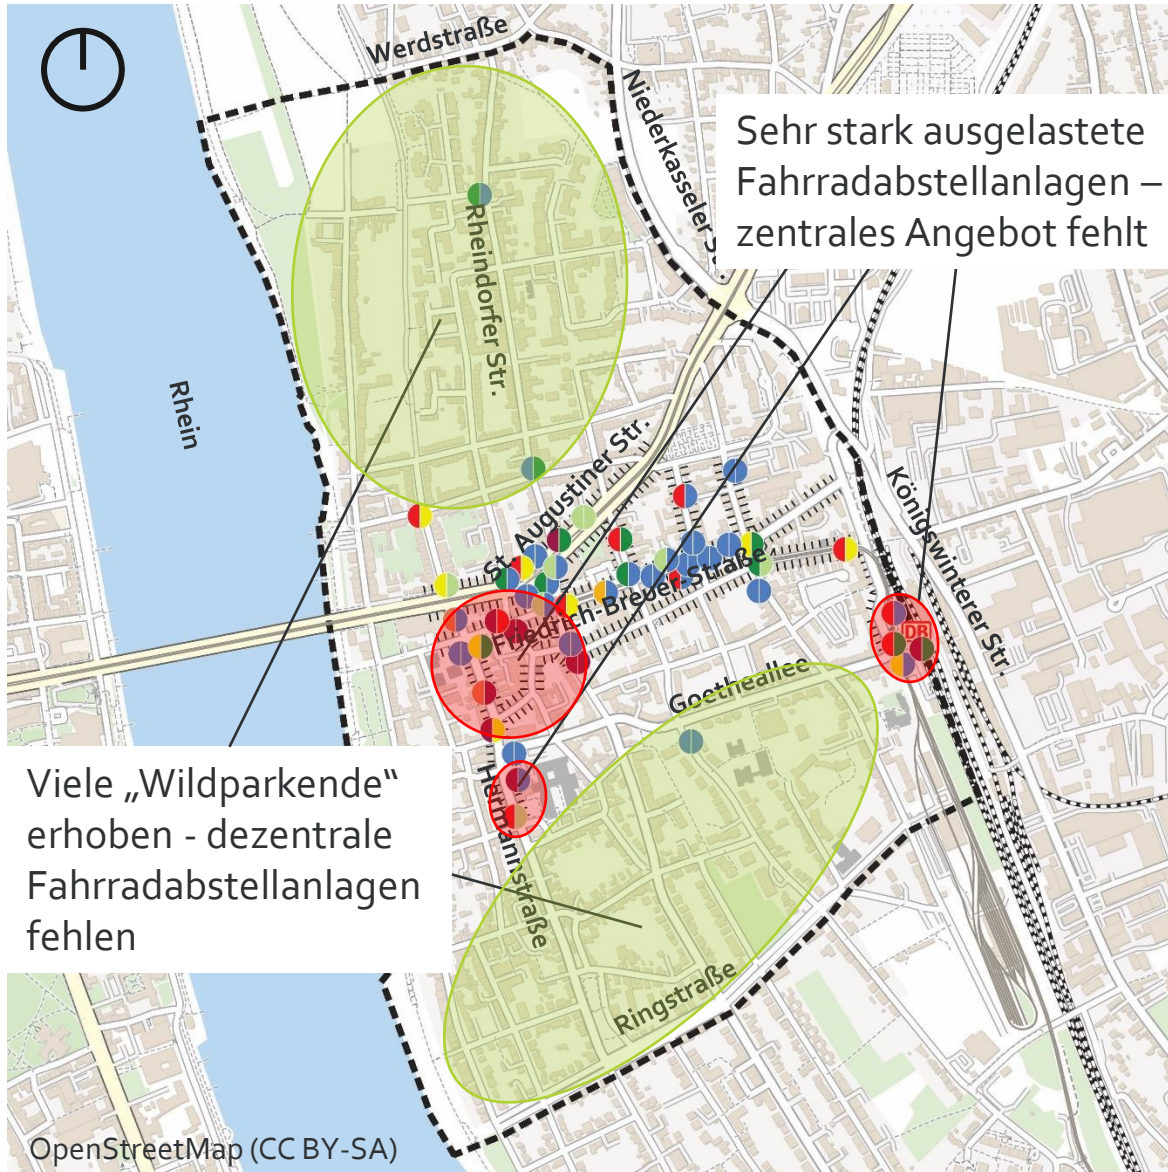 Werdstraße
Niederkasseler Str.
Sehr stark ausgelastete
Fahrradabstellanlagen –
zentrales Angebot fehlt
Rheindorfer Str.
Rhein
St. Augustiner Str.
Königswinterer Str.
Friedrich-Breuer-Straße
DB
Goetheallee
Viele „Wildparkende“
erhoben - dezentrale
Fahrradabstellanlagen
fehlen
Hermannstraße
Ringstraße
OpenStreetMap (CC BY-SA)